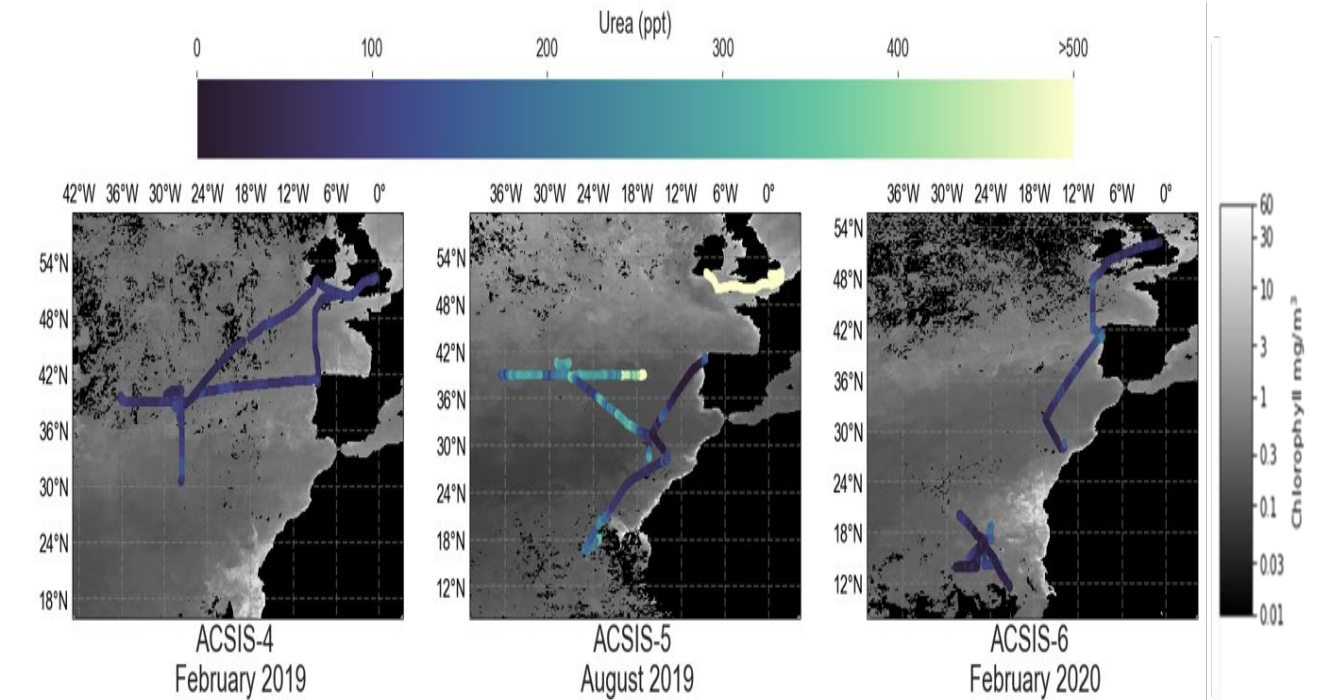 Urea (ppt)
0 100 200 300 400 >500
42°W 36°W 30°W 24°W 18°W 12°W 6°W 0°
36°W 30°W 24°W 18°W 12°W 6°W 0°
36°W 30°W 24°W 18°W 12°W 6°W 0°
54°N
48°N
42°N
36°N
30°N
24°N
18°N
54°N
48°N
42°N
36°N
30°N
24°N
18°N
12°N
54°N
48°N
42°N
36°N
30°N
24°N
18°N
12°N
60
30
10
3
1
0.3
0.1
0.03
0.01
Chlorophyll mg/m³
ACSIS-4
February 2019
ACSIS-5
August 2019
ACSIS-6
February 2020